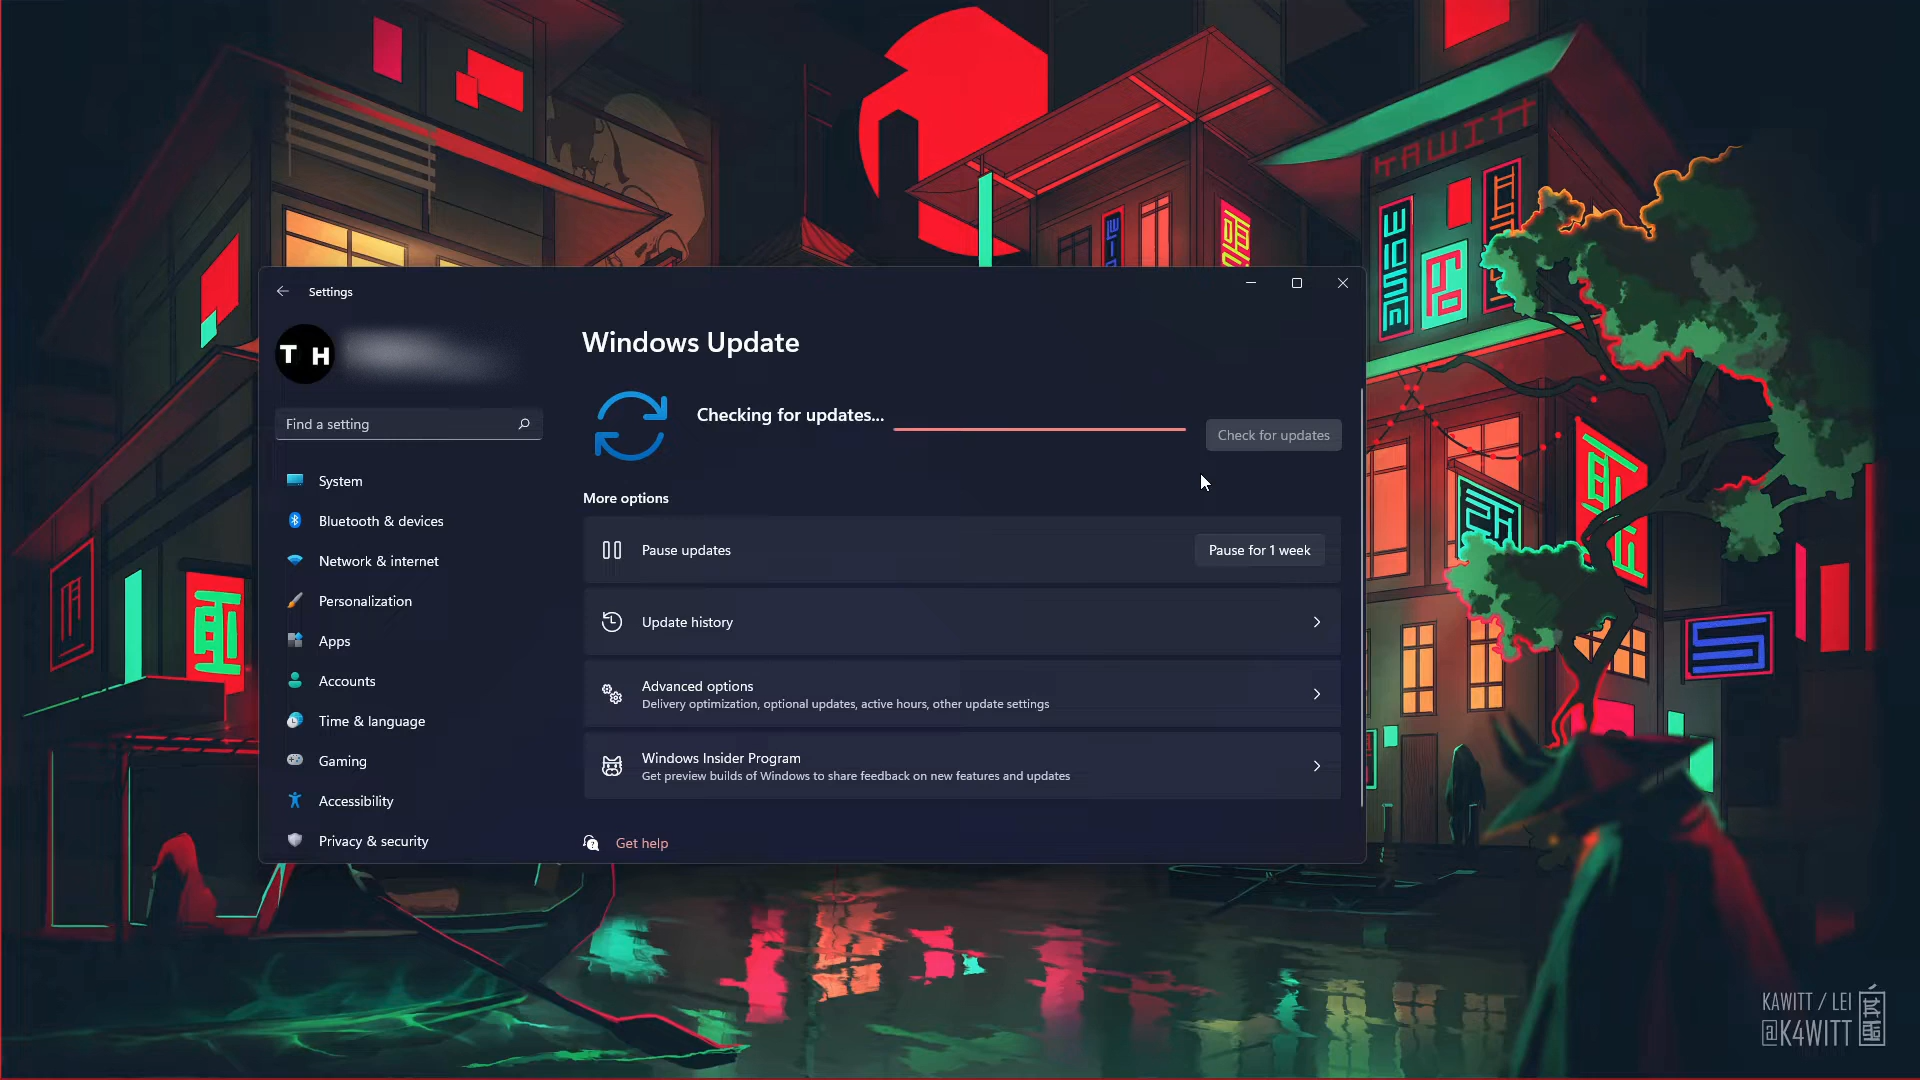 Settings
T H
Find a setting
System
Bluetooth & devices
Network & internet
Personalization
Apps
Accounts
Time & language
Gaming
Accessibility
Privacy & security
Windows Update
Checking for updates...
Check for updates
More options
Pause updates
Pause for 1 week
Update history
Advanced options
Delivery optimization, optional updates, active hours, other update settings
Windows Insider Program
Get preview builds of Windows to share feedback on new features and updates
Get help
KAWITT
KAWITT / LEI
@K4WITT